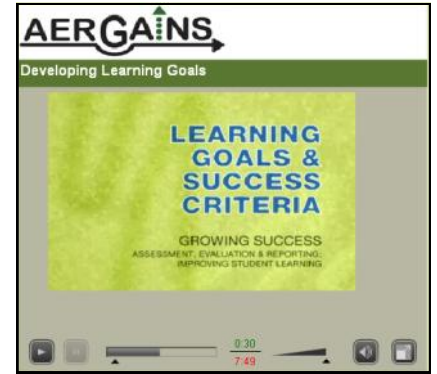 AERGAINS
Developing Learning Goals
LEARNING
GOALS &
SUCCESS
CRITERIA
GROWING SUCCESS
ASSESSMENT, EVALUATION & REPORTING:
IMPROVING STUDENT LEARNING
0:30
7:49